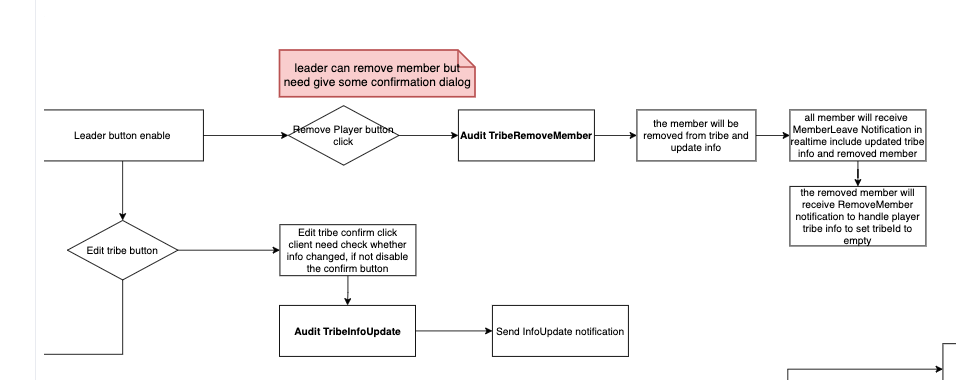 leader can remove member but
need give some confirmation dialog
Leader button enable
Remove Player button
click
Audit TribeRemoveMember
the member will be
removed from tribe and
update info
all member will receive
MemberLeave Notification in
realtime include updated tribe
info and removed member
the removed member will
receive RemoveMember
notification to handle player
tribe info to set tribeId to
empty
Edit tribe button
Edit tribe confirm click
client need check whether
info changed, if not disable
the confirm button
Audit TribeInfoUpdate
Send InfoUpdate notification